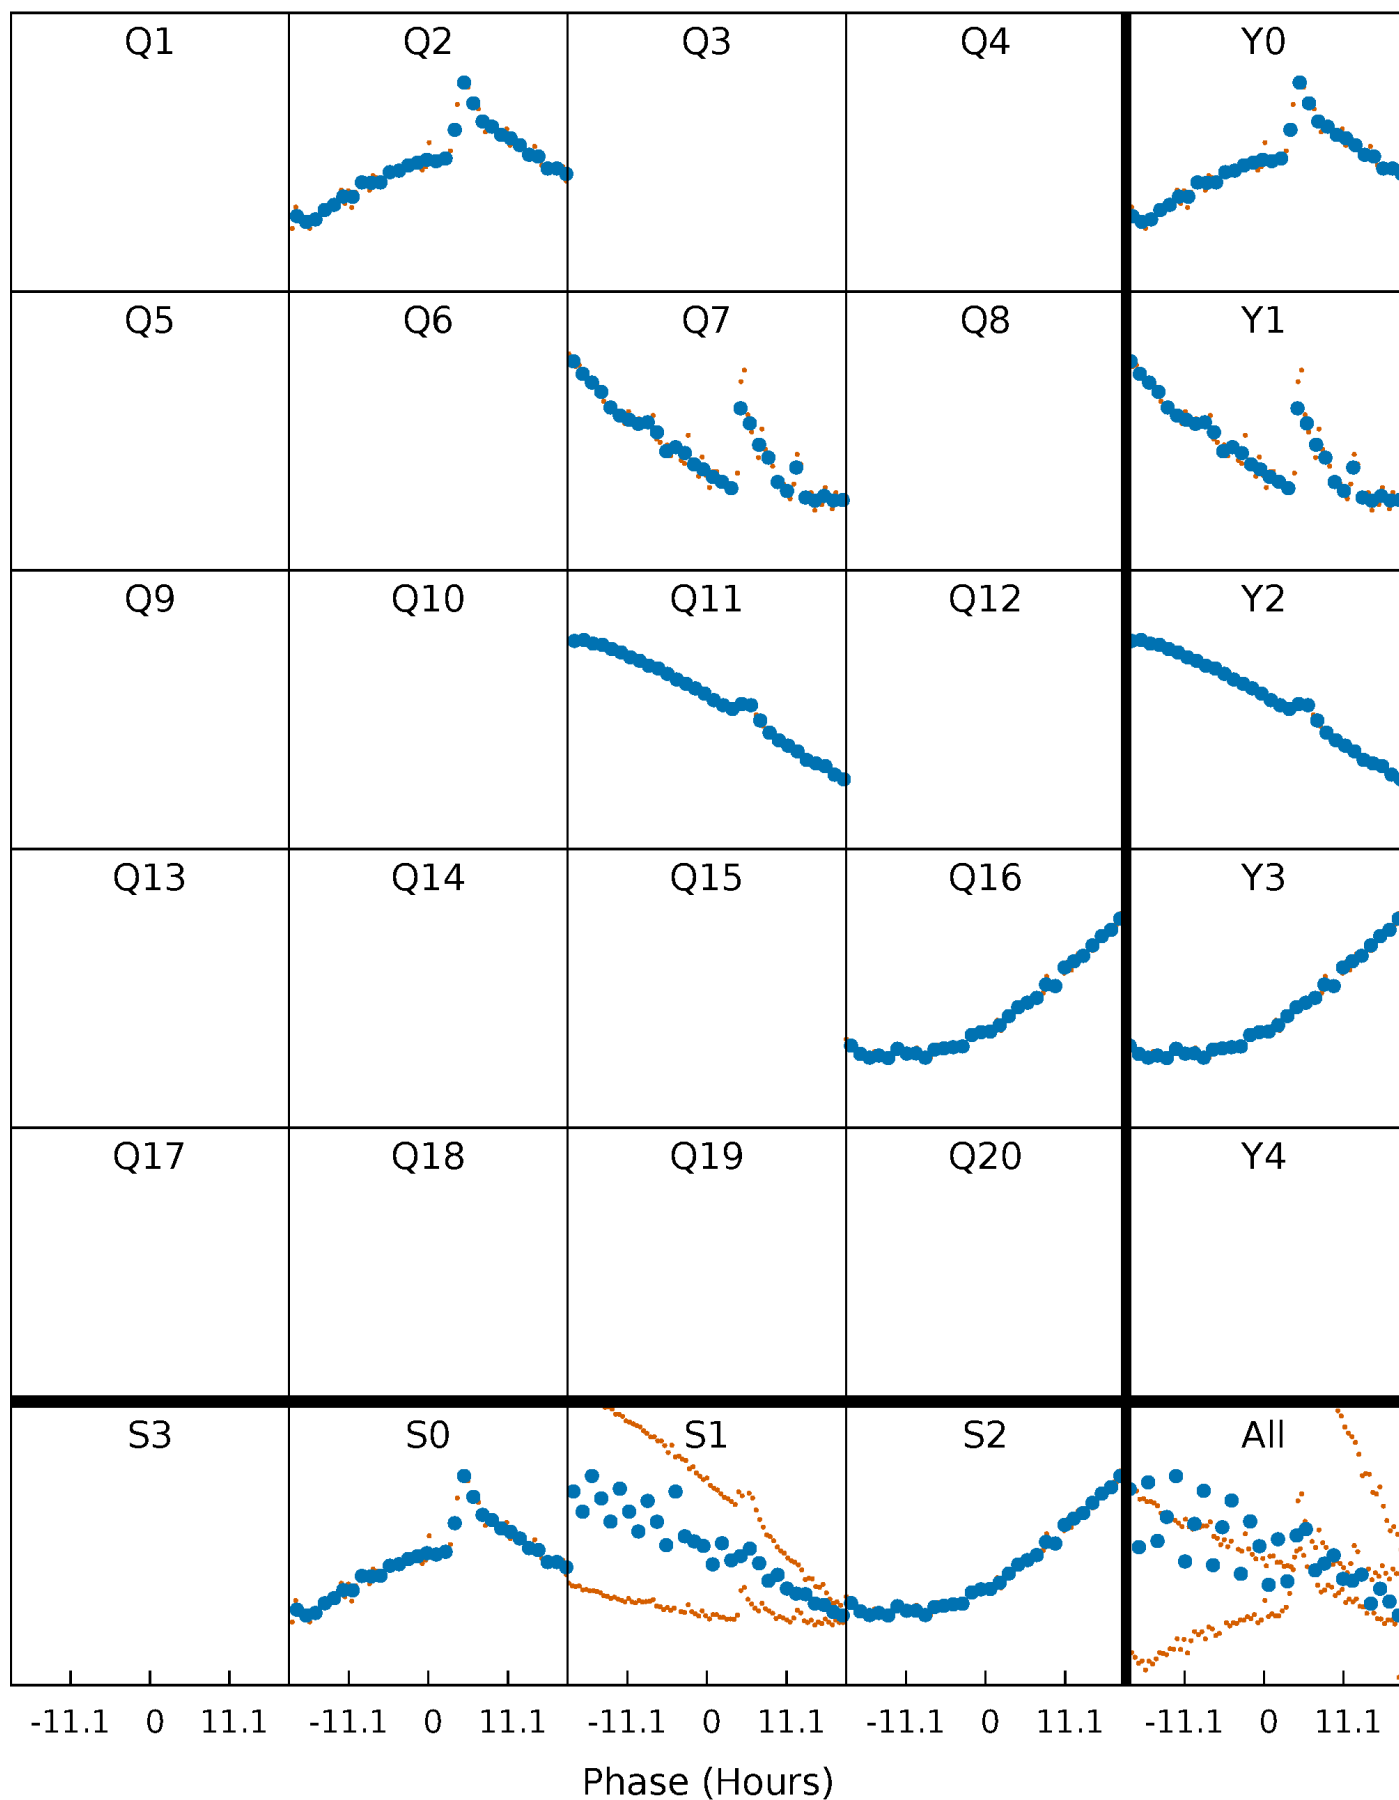 Q1 Q2 Q3 Q4 Y0
Q5 Q6 Q7 Q8 Y1
Q9 Q10 Q11 Q12 Y2
Q13 Q14 Q15 Q16 Y3
Q17 Q18 Q19 Q20 Y4
S3 S0 S1 S2 All
-11.1 0 11.1 -11.1 0 11.1 -11.1 0 11.1 -11.1 0 11.1 -11.1 0 11.1
Phase (Hours)